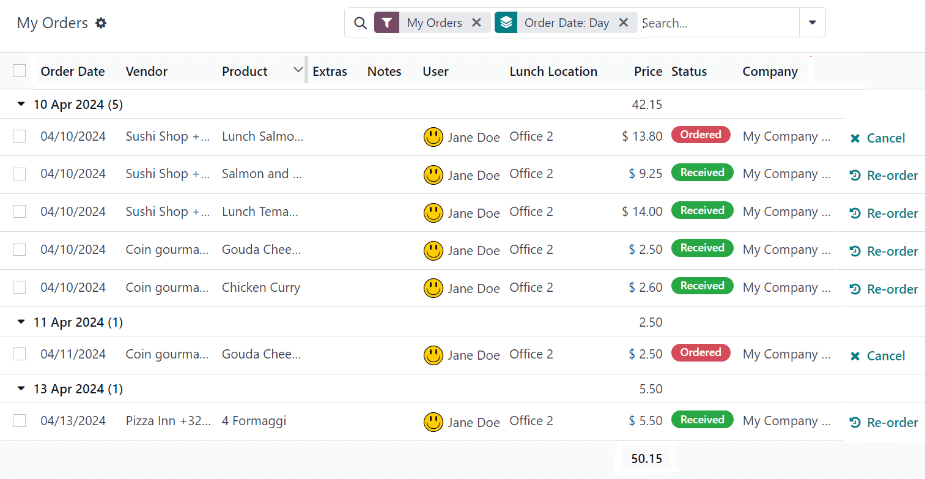 My Orders My Orders Order Date: Day Search...
Order Date Vendor Product Extras Notes User Lunch Location Price Status Company
10 Apr 2024 (5) 42.15
04/10/2024 Sushi Shop +... Lunch Salmo... Jane Doe Office 2 $ 13.80 Ordered My Company ... Cancel
04/10/2024 Sushi Shop +... Salmon and ... Jane Doe Office 2 $ 9.25 Received My Company ... Re-order
04/10/2024 Sushi Shop +... Lunch Tema... Jane Doe Office 2 $ 14.00 Received My Company ... Re-order
04/10/2024 Coin gourma... Gouda Chee... Jane Doe Office 2 $ 2.50 Received My Company ... Re-order
04/10/2024 Coin gourma... Chicken Curry Jane Doe Office 2 $ 2.60 Received My Company ... Re-order
11 Apr 2024 (1) 2.50
04/11/2024 Coin gourma... Gouda Chee... Jane Doe Office 2 $ 2.50 Ordered My Company ... Cancel
13 Apr 2024 (1) 5.50
04/13/2024 Pizza Inn +32... 4 Formaggi Jane Doe Office 2 $ 5.50 Received My Company ... Re-order
50.15